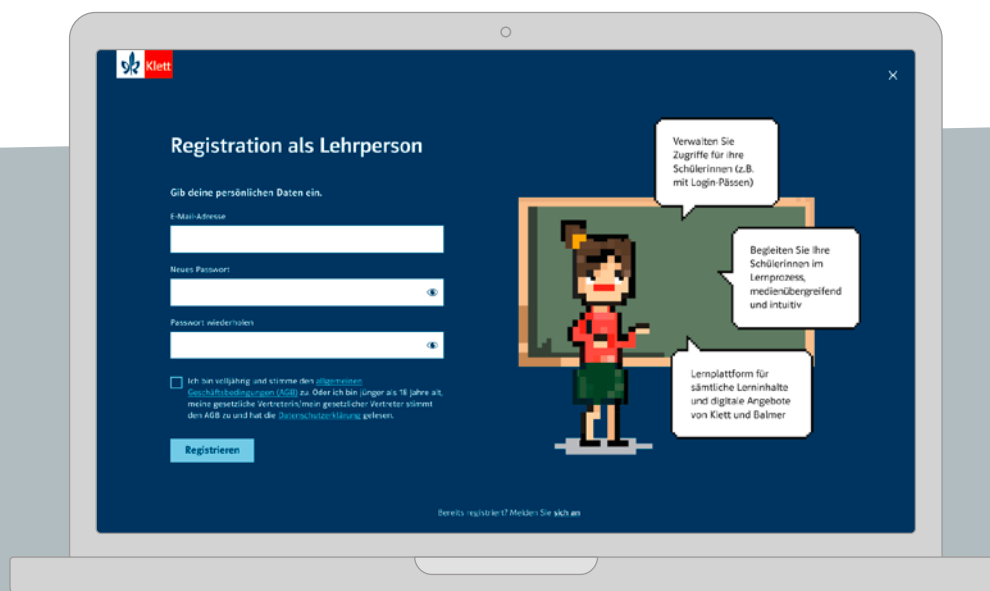 Klett
Registration als Lehrperson
Gib deine persönlichen Daten ein.
E-Mail-Adresse
Neues Passwort
Passwort wiederholen
Ich bin volljährig und stimme den allgemeinen
Geschäftsbedingungen (AGB) zu. Oder ich bin jünger als 18 Jahre alt,
meine gesetzliche Vertreterin/mein gesetzlicher Vertreter stimmt
den AGB zu und hat die Datenschutzerklärung gelesen.
Registrieren
Verwalten Sie
Zugriffe für ihre
Schülerinnen (z.B.
mit Login-Pässen)
Begleiten Sie Ihre
Schülerinnen im
Lernprozess,
medienübergreifend
und intuitiv
Lernplattform für
sämtliche Lerninhalte
und digitale Angebote
von Klett und Balmer
Bereits registriert? Melden Sie sich an